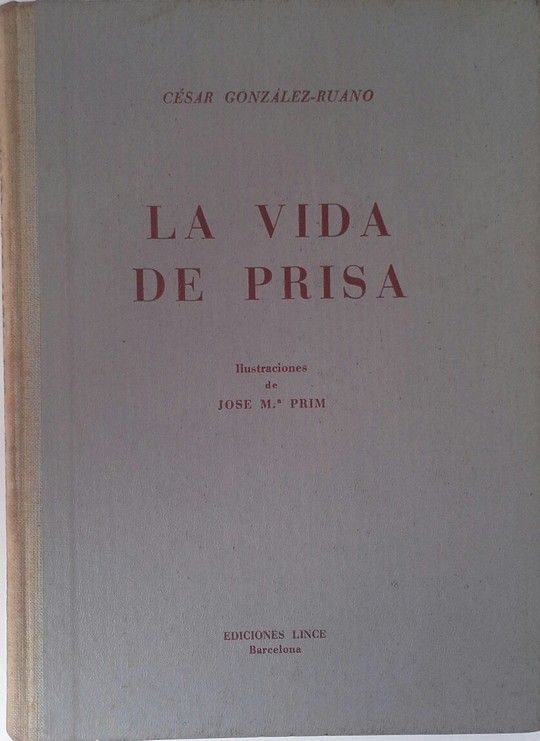 CÉSAR GONZÁLEZ-RUANO
LA VIDA
DE PRISA
Ilustraciones
de
JOSE M.ª PRIM
EDICIONES LINCE
Barcelona